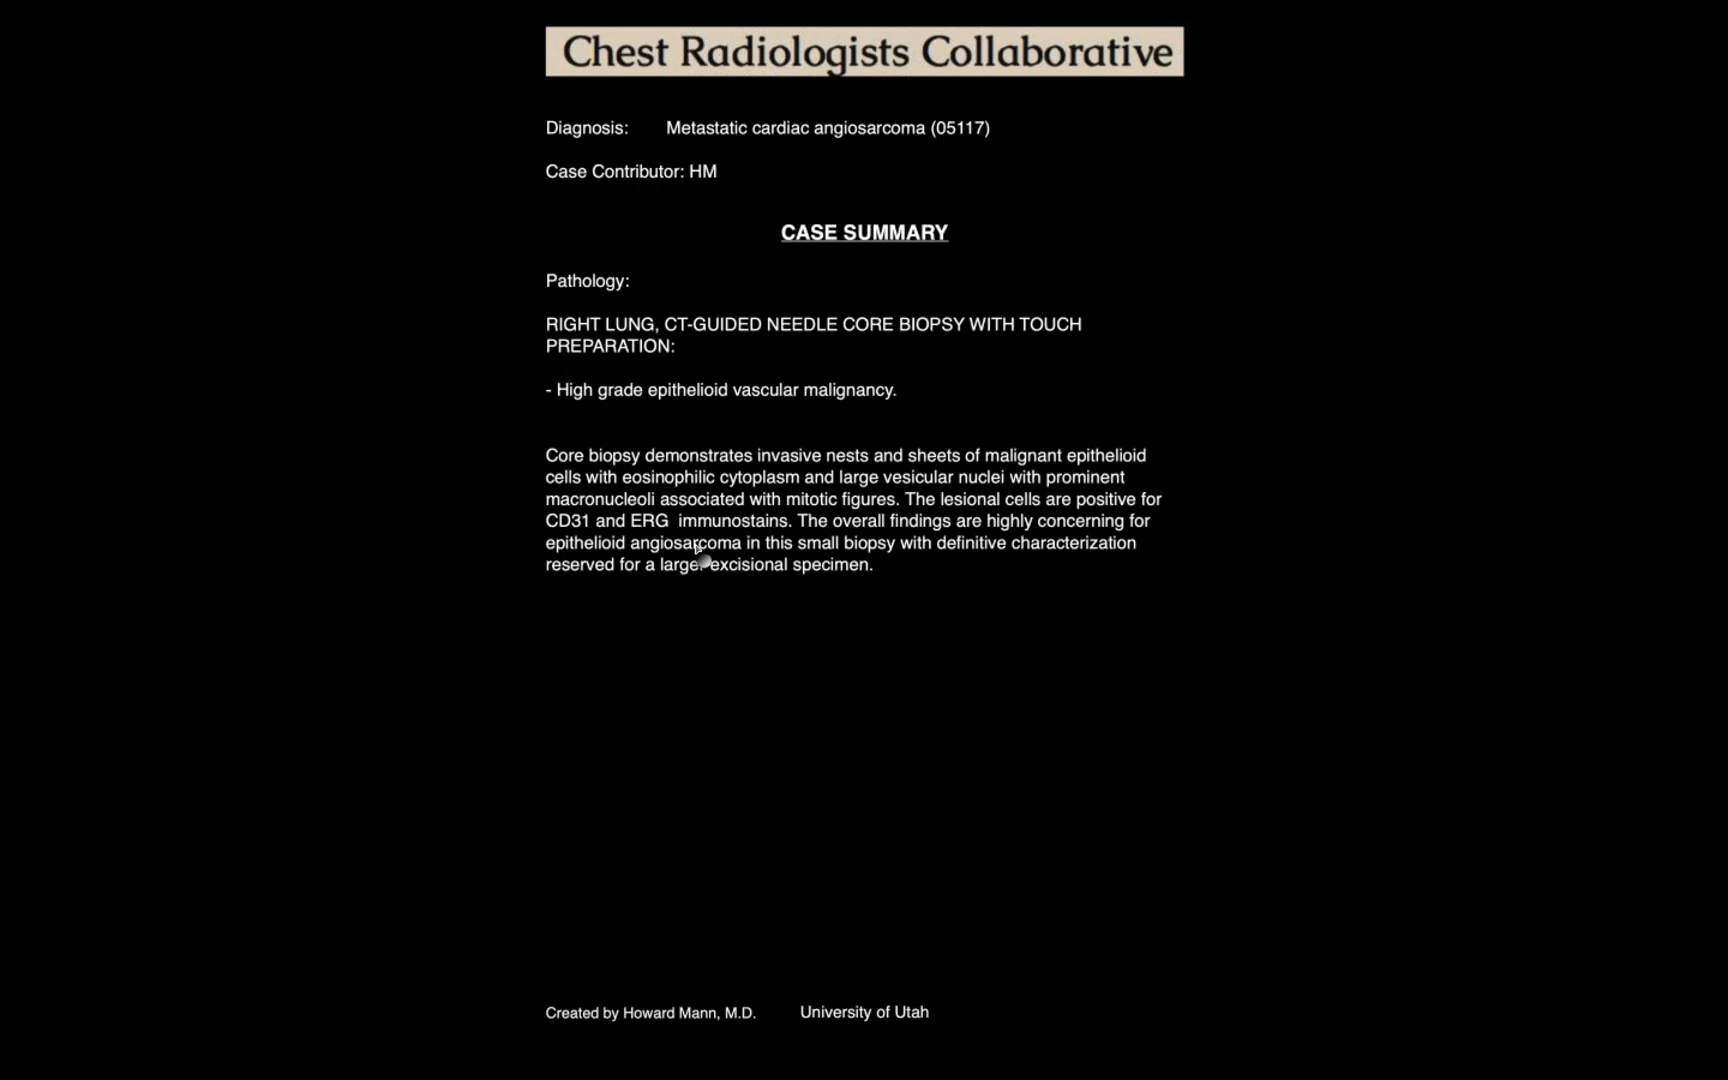 Chest Radiologists Collaborative
Diagnosis: Metastatic cardiac angiosarcoma (05117)
Case Contributor: HM
CASE SUMMARY
Pathology:
RIGHT LUNG, CT-GUIDED NEEDLE CORE BIOPSY WITH TOUCH
PREPARATION:
- High grade epithelioid vascular malignancy.
Core biopsy demonstrates invasive nests and sheets of malignant epithelioid
cells with eosinophilic cytoplasm and large vesicular nuclei with prominent
macronucleoli associated with mitotic figures. The lesional cells are positive for
CD31 and ERG immunostains. The overall findings are highly concerning for
epithelioid angiosarcoma in this small biopsy with definitive characterization
reserved for a larger excisional specimen.
Created by Howard Mann, M.D. University of Utah